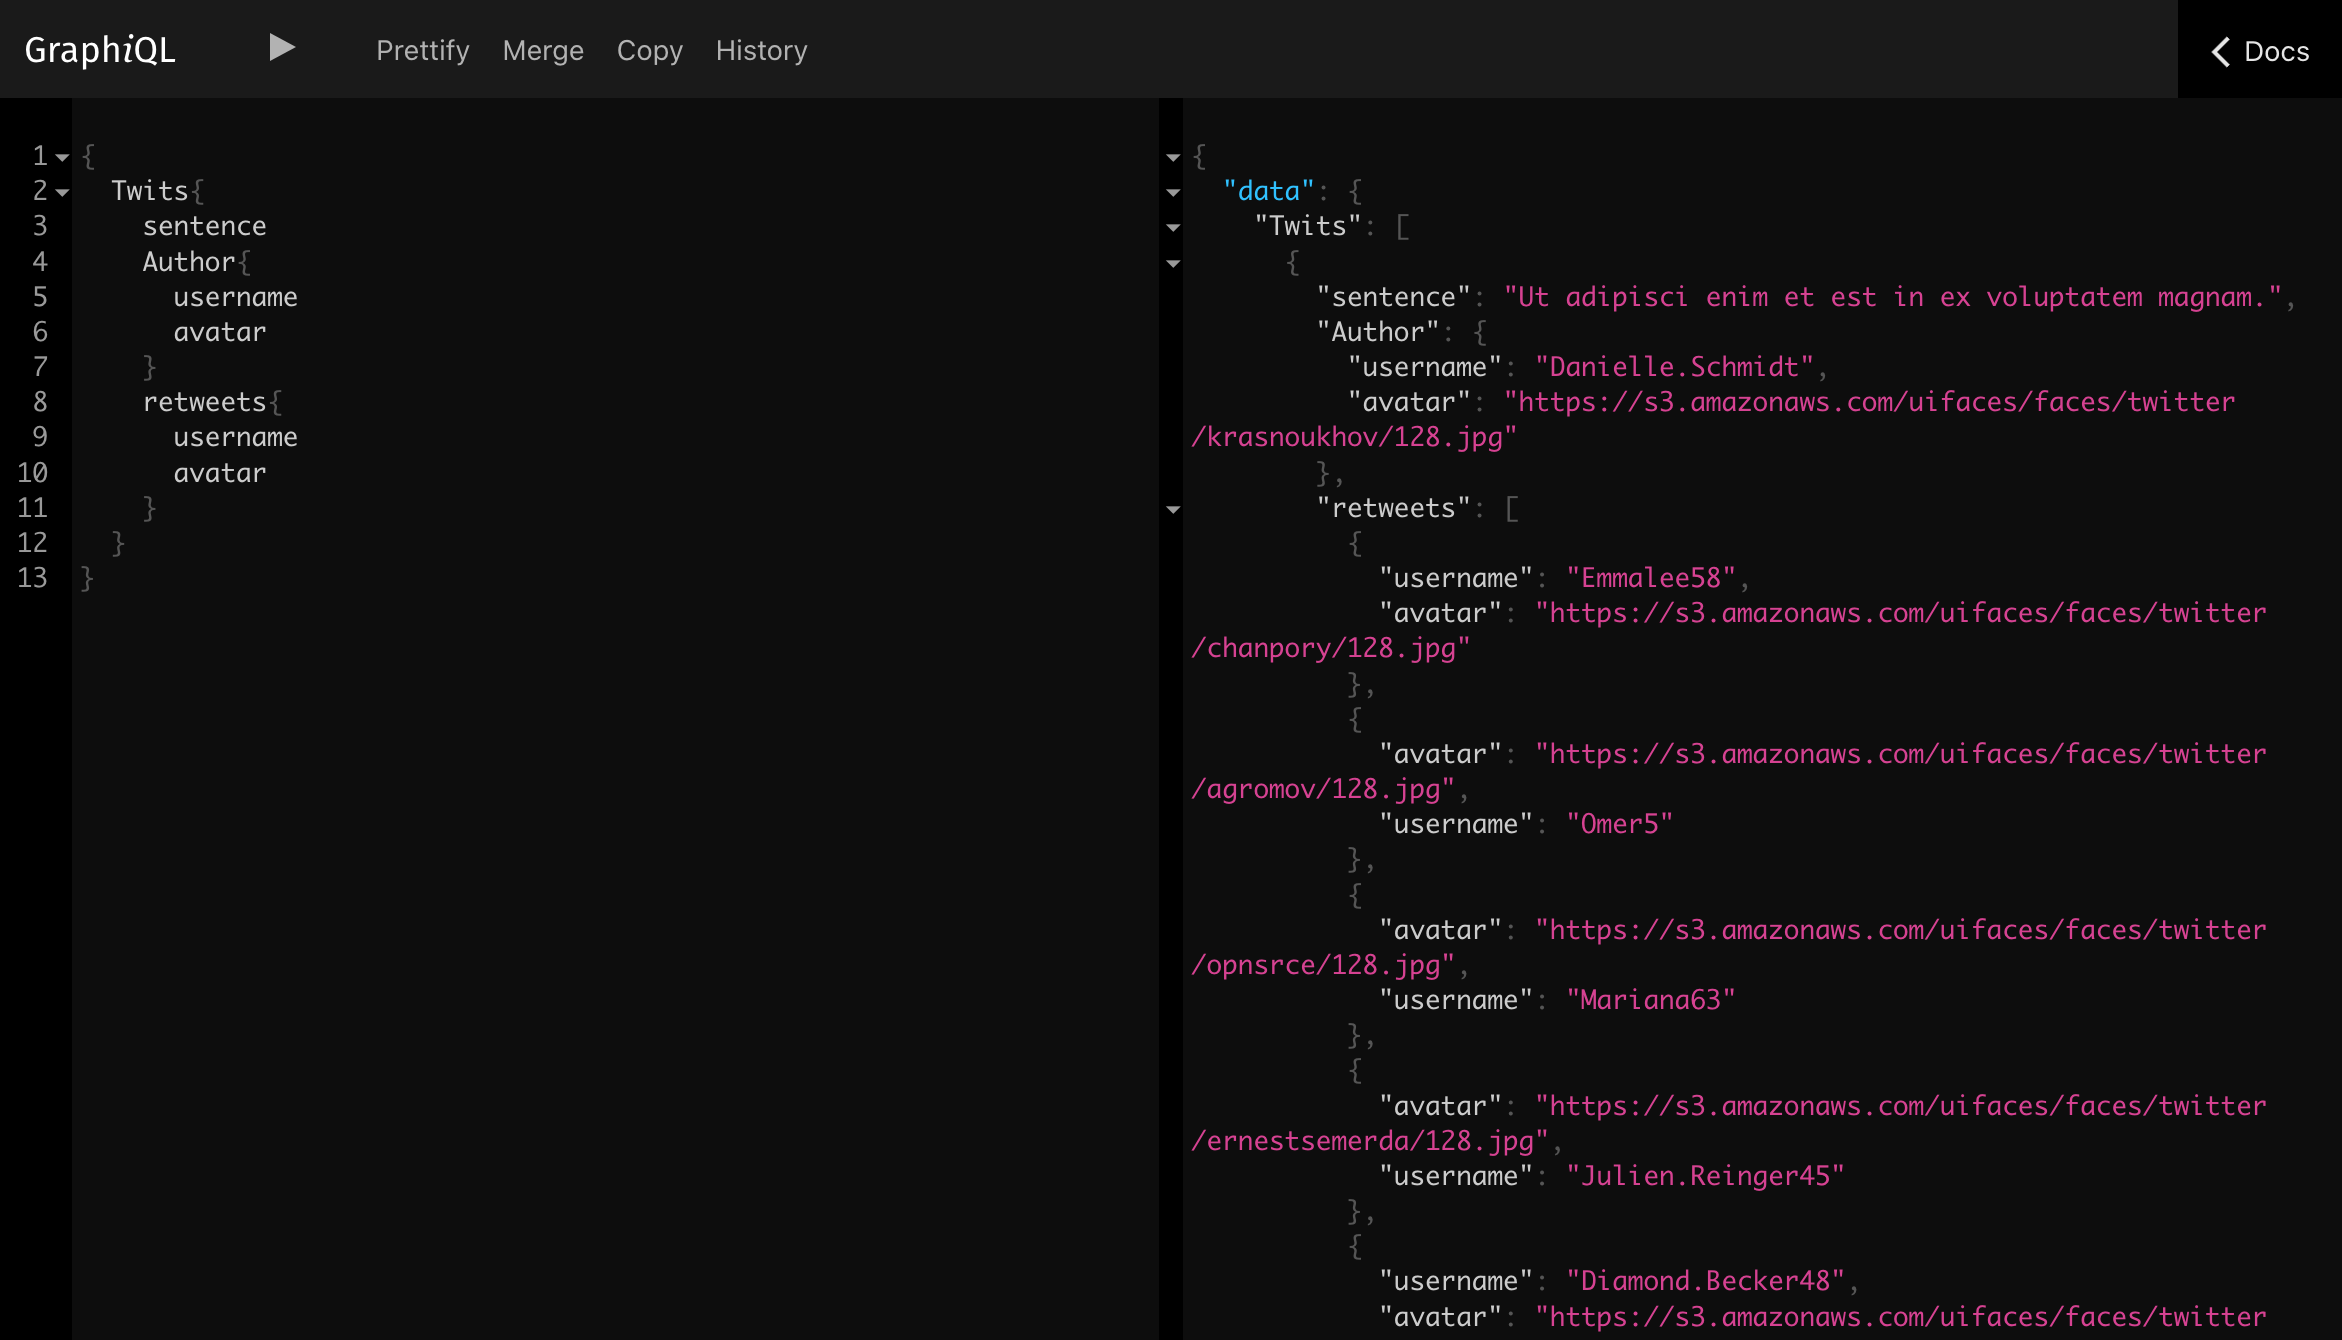 GraphiQL Prettify Merge Copy History Docs
1 {
2   Twits{
3     sentence
4     Author{
5       username
6       avatar
7     }
8     retweets{
9       username
10       avatar
11     }
12   }
13 }
{
  "data": {
    "Twits": [
      {
        "sentence": "Ut adipisci enim et est in ex voluptatem magnam.",
        "Author": {
          "username": "Danielle.Schmidt",
          "avatar": "https://s3.amazonaws.com/uifaces/faces/twitter
/krasnoukhov/128.jpg"
        },
        "retweets": [
          {
            "username": "Emmalee58",
            "avatar": "https://s3.amazonaws.com/uifaces/faces/twitter
/chanpory/128.jpg"
          },
          {
            "avatar": "https://s3.amazonaws.com/uifaces/faces/twitter
/agromov/128.jpg",
            "username": "Omer5"
          },
          {
            "avatar": "https://s3.amazonaws.com/uifaces/faces/twitter
/opnsrce/128.jpg",
            "username": "Mariana63"
          },
          {
            "avatar": "https://s3.amazonaws.com/uifaces/faces/twitter
/ernestsemerda/128.jpg",
            "username": "Julien.Reinger45"
          },
          {
            "username": "Diamond.Becker48",
            "avatar": "https://s3.amazonaws.com/uifaces/faces/twitter